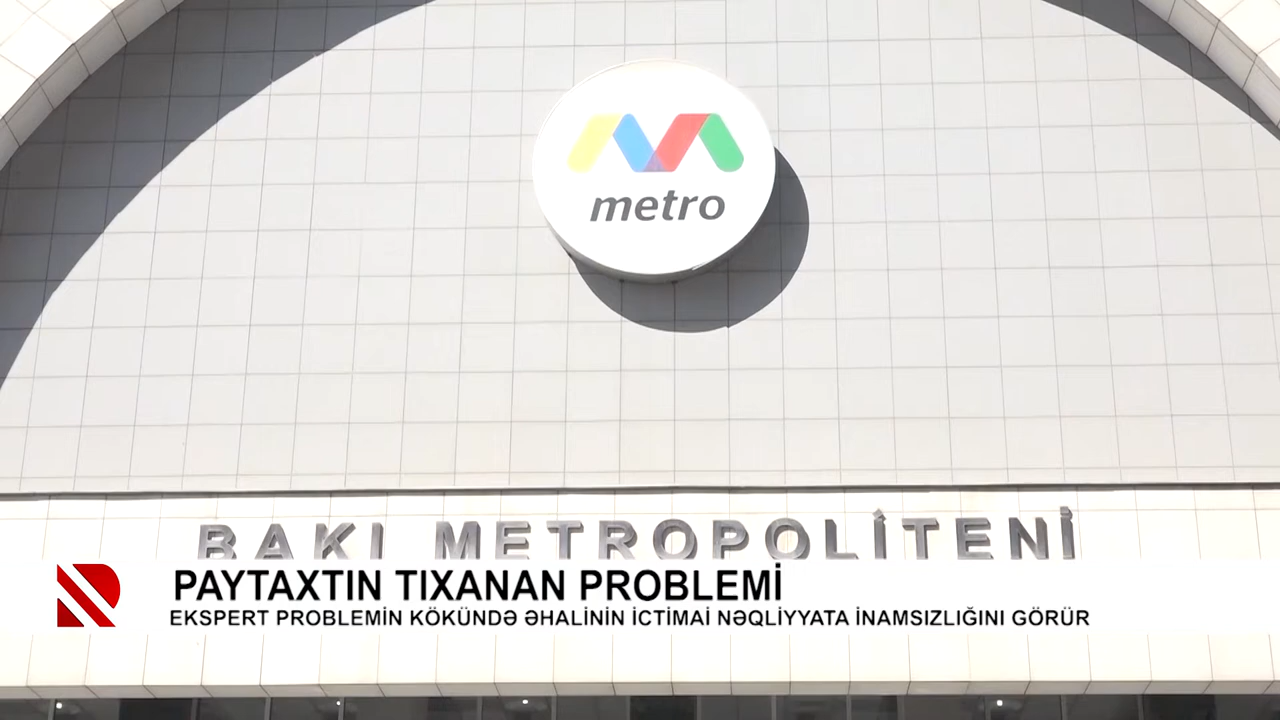 metro
BAKI METROPOLİTENİ
PAYTAXTIN TIXANAN PROBLEMİ
EKSPERT PROBLEMİN KÖKÜNDƏ ƏHALİNİN İCTİMAİ NƏQLİYYATA İNAMSIZLIĞINI GÖRÜR